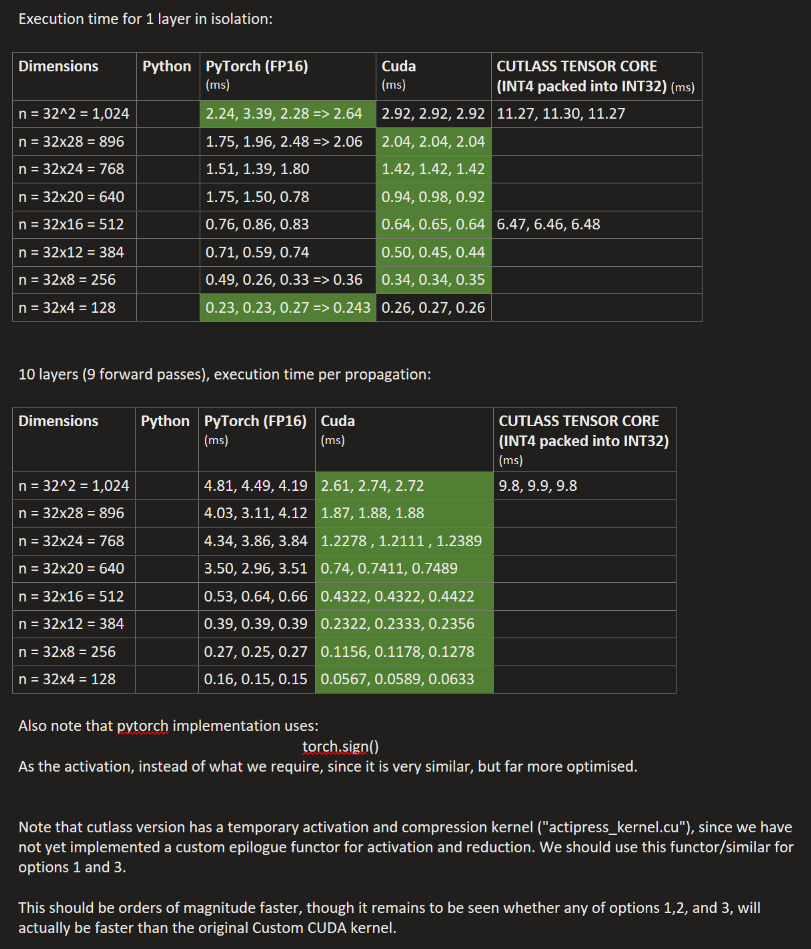 Execution time for 1 layer in isolation:
Dimensions Python PyTorch (FP16) Cuda CUTLASS TENSOR CORE
(ms) (ms) (INT4 packed into INT32) (ms)
n = 32^2 = 1,024 2.24, 3.39, 2.28 => 2.64 2.92, 2.92, 2.92 11.27, 11.30, 11.27
n = 32x28 = 896 1.75, 1.96, 2.48 => 2.06 2.04, 2.04, 2.04
n = 32x24 = 768 1.51, 1.39, 1.80 1.42, 1.42, 1.42
n = 32x20 = 640 1.75, 1.50, 0.78 0.94, 0.98, 0.92
n = 32x16 = 512 0.76, 0.86, 0.83 0.64, 0.65, 0.64 6.47, 6.46, 6.48
n = 32x12 = 384 0.71, 0.59, 0.74 0.50, 0.45, 0.44
n = 32x8 = 256 0.49, 0.26, 0.33 => 0.36 0.34, 0.34, 0.35
n = 32x4 = 128 0.23, 0.23, 0.27 => 0.243 0.26, 0.27, 0.26
10 layers (9 forward passes), execution time per propagation:
Dimensions Python PyTorch (FP16) Cuda CUTLASS TENSOR CORE
(ms) (ms) (INT4 packed into INT32)
(ms)
n = 32^2 = 1,024 4.81, 4.49, 4.19 2.61, 2.74, 2.72 9.8, 9.9, 9.8
n = 32x28 = 896 4.03, 3.11, 4.12 1.87, 1.88, 1.88
n = 32x24 = 768 4.34, 3.86, 3.84 1.2278 , 1.2111 , 1.2389
n = 32x20 = 640 3.50, 2.96, 3.51 0.74, 0.7411, 0.7489
n = 32x16 = 512 0.53, 0.64, 0.66 0.4322, 0.4322, 0.4422
n = 32x12 = 384 0.39, 0.39, 0.39 0.2322, 0.2333, 0.2356
n = 32x8 = 256 0.27, 0.25, 0.27 0.1156, 0.1178, 0.1278
n = 32x4 = 128 0.16, 0.15, 0.15 0.0567, 0.0589, 0.0633
Also note that pytorch implementation uses:
torch.sign()
As the activation, instead of what we require, since it is very similar, but far more optimised.
Note that cutlass version has a temporary activation and compression kernel ("actipress_kernel.cu"), since we have
not yet implemented a custom epilogue functor for activation and reduction. We should use this functor/similar for
options 1 and 3.
This should be orders of magnitude faster, though it remains to be seen whether any of options 1,2, and 3, will
actually be faster than the original Custom CUDA kernel.